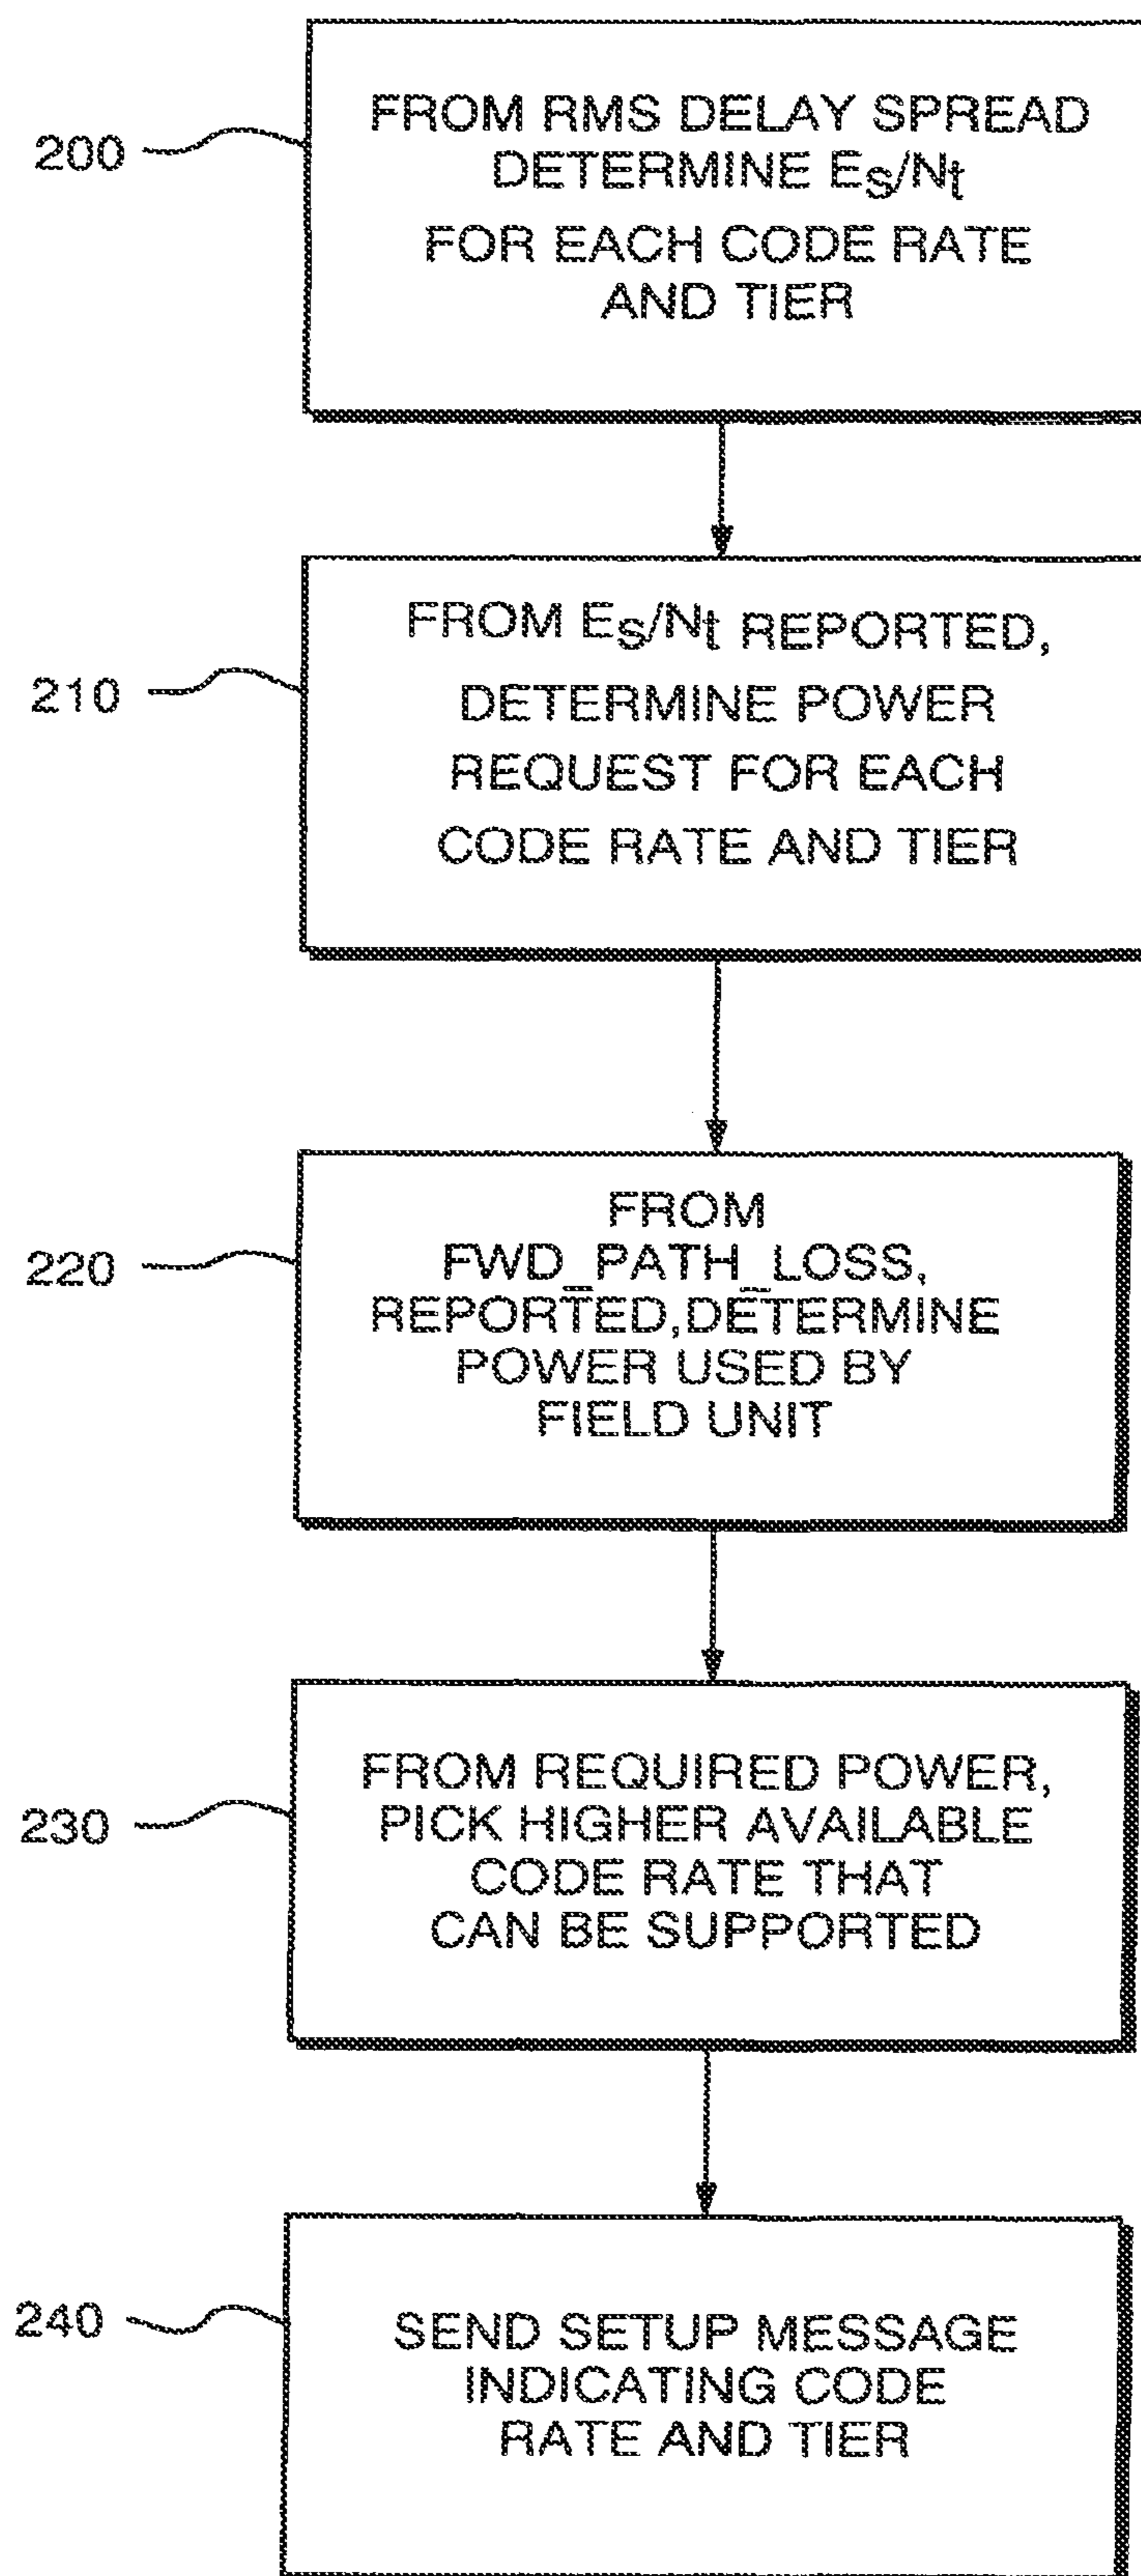 200
FROM RMS DELAY SPREAD
DETERMINE Es/Nt
FOR EACH CODE RATE
AND TIER
210
FROM Es/Nt REPORTED,
DETERMINE POWER
REQUEST FOR EACH
CODE RATE AND TIER
220
FROM
FWD_PATH_LOSS,
REPORTED,DETERMINE
POWER USED BY
FIELD UNIT
230
FROM REQUIRED POWER,
PICK HIGHER AVAILABLE
CODE RATE THAT
CAN BE SUPPORTED
240
SEND SETUP MESSAGE
INDICATING CODE
RATE AND TIER